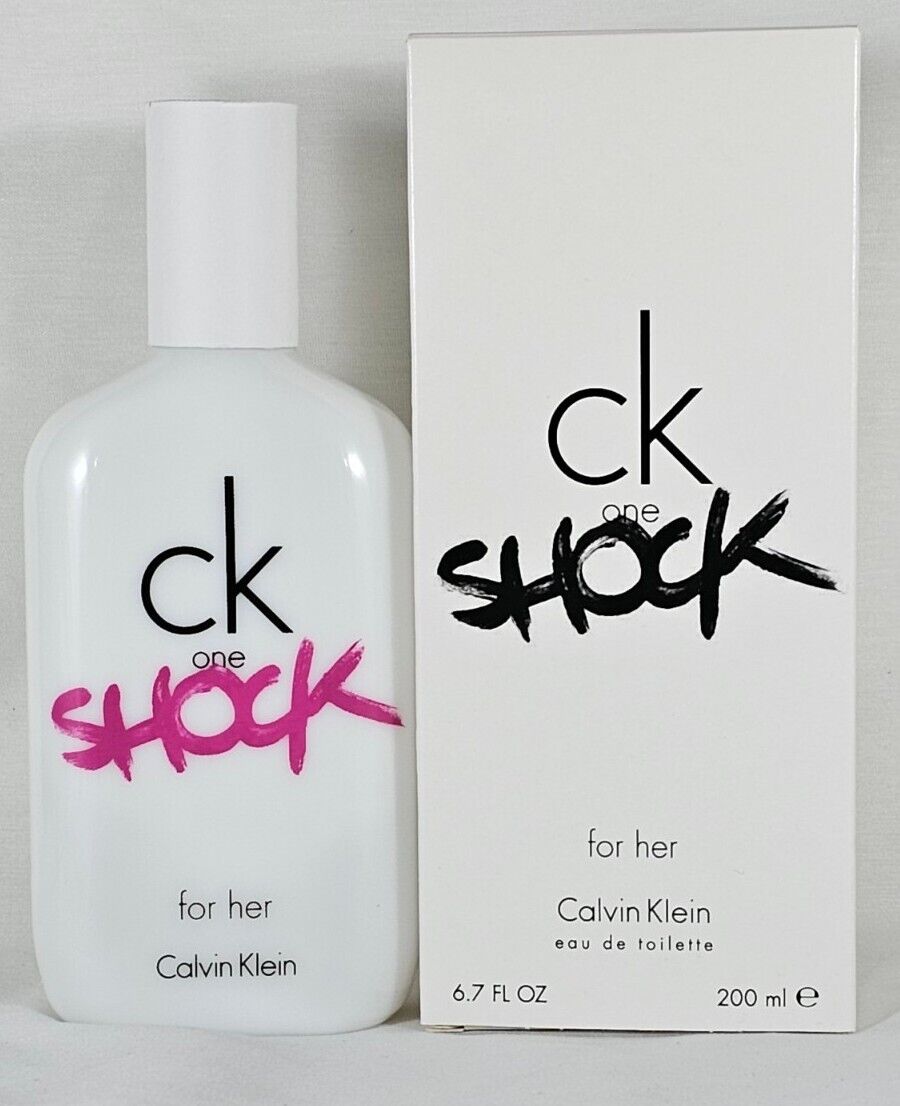 ck
one
SHOCK
for her
Calvin Klein
ck
one
SHOCK
for her
Calvin Klein
eau de toilette
6.7 FL OZ
200 ml ℮